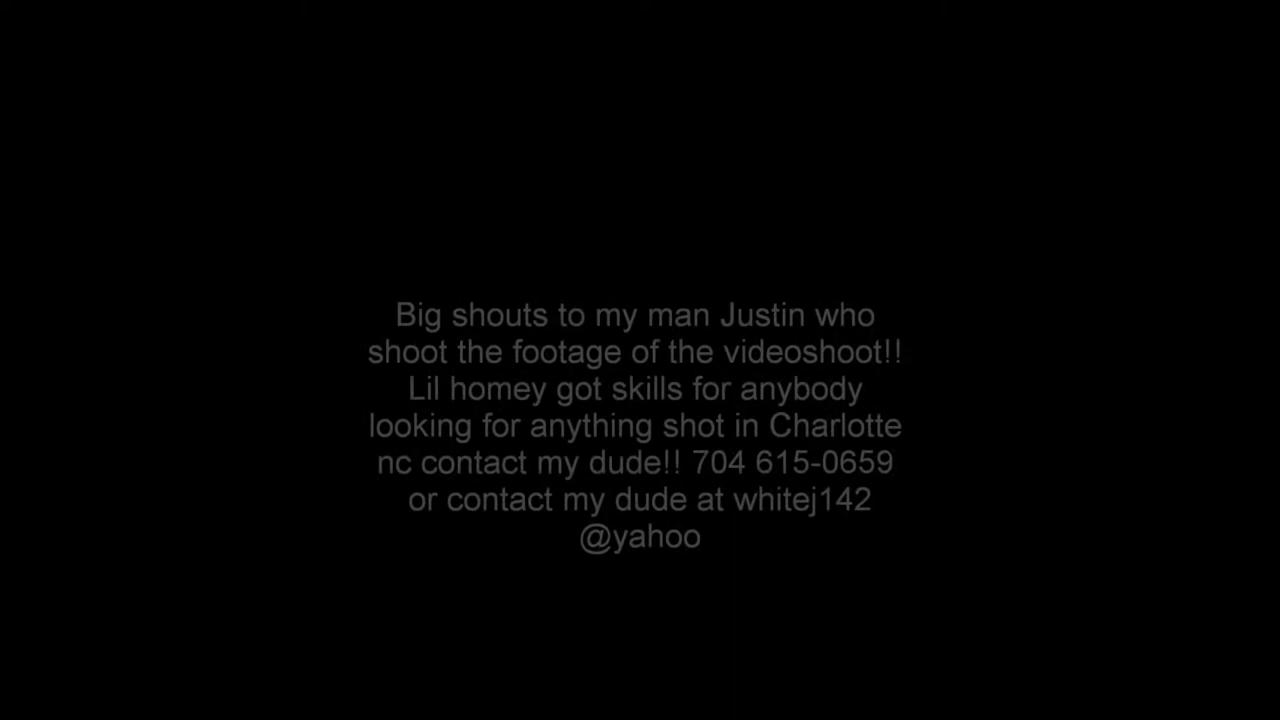 Big shouts to my man Justin who
shoot the footage of the videoshoot!!
Lil homey got skills for anybody
looking for anything shot in Charlotte
nc contact my dude!! 704 615-0659
or contact my dude at whitej142
@yahoo